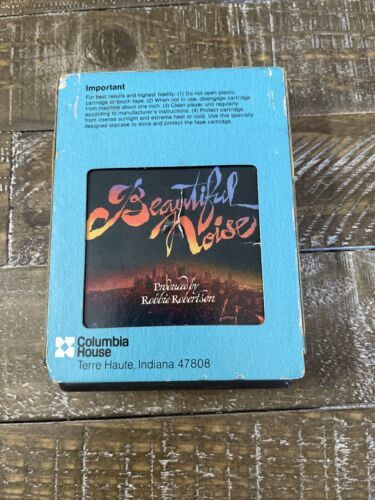 Important
For best results and highest fidelity: (1) Do not open plastic
cartridge or touch tape. (2) When not in use, disengage cartridge
from machine about one inch. (3) Clean player unit regularly
according to manufacturer's instructions. (4) Protect cartridge
from intense sunlight and extreme heat or cold. Use this specially
designed slipcase to store and protect the tape cartridge.
Beautiful
Noise
Produced by
Robbie Robertson
Columbia
House
Terre Haute, Indiana 47808